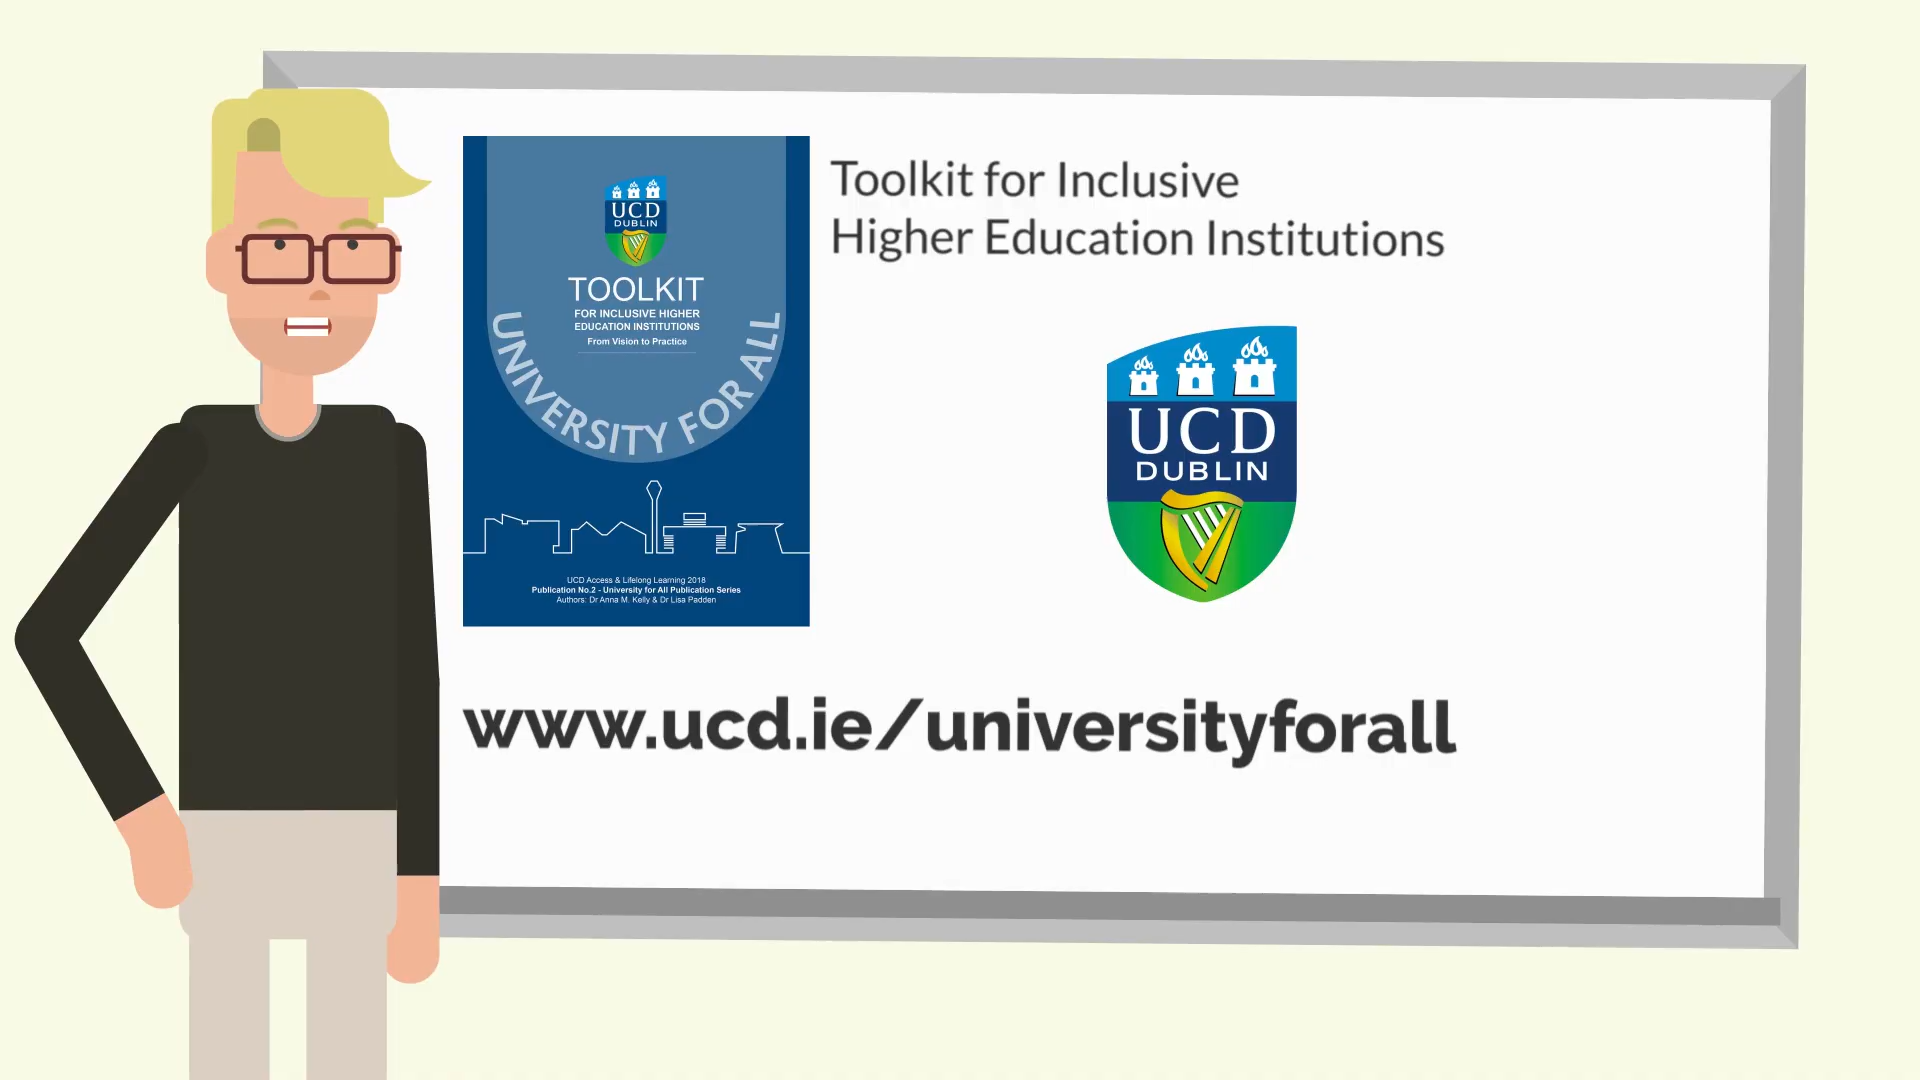 UCD
DUBLIN
TOOLKIT
FOR INCLUSIVE HIGHER
EDUCATION INSTITUTIONS
From Vision to Practice
UNIVERSITY FOR ALL
UCD Access & Lifelong Learning 2018
Publication No.2 - University for All Publication Series
Authors: Dr Anna M. Kelly & Dr Lisa Padden
Toolkit for Inclusive
Higher Education Institutions
UCD
DUBLIN
www.ucd.ie/universityforall